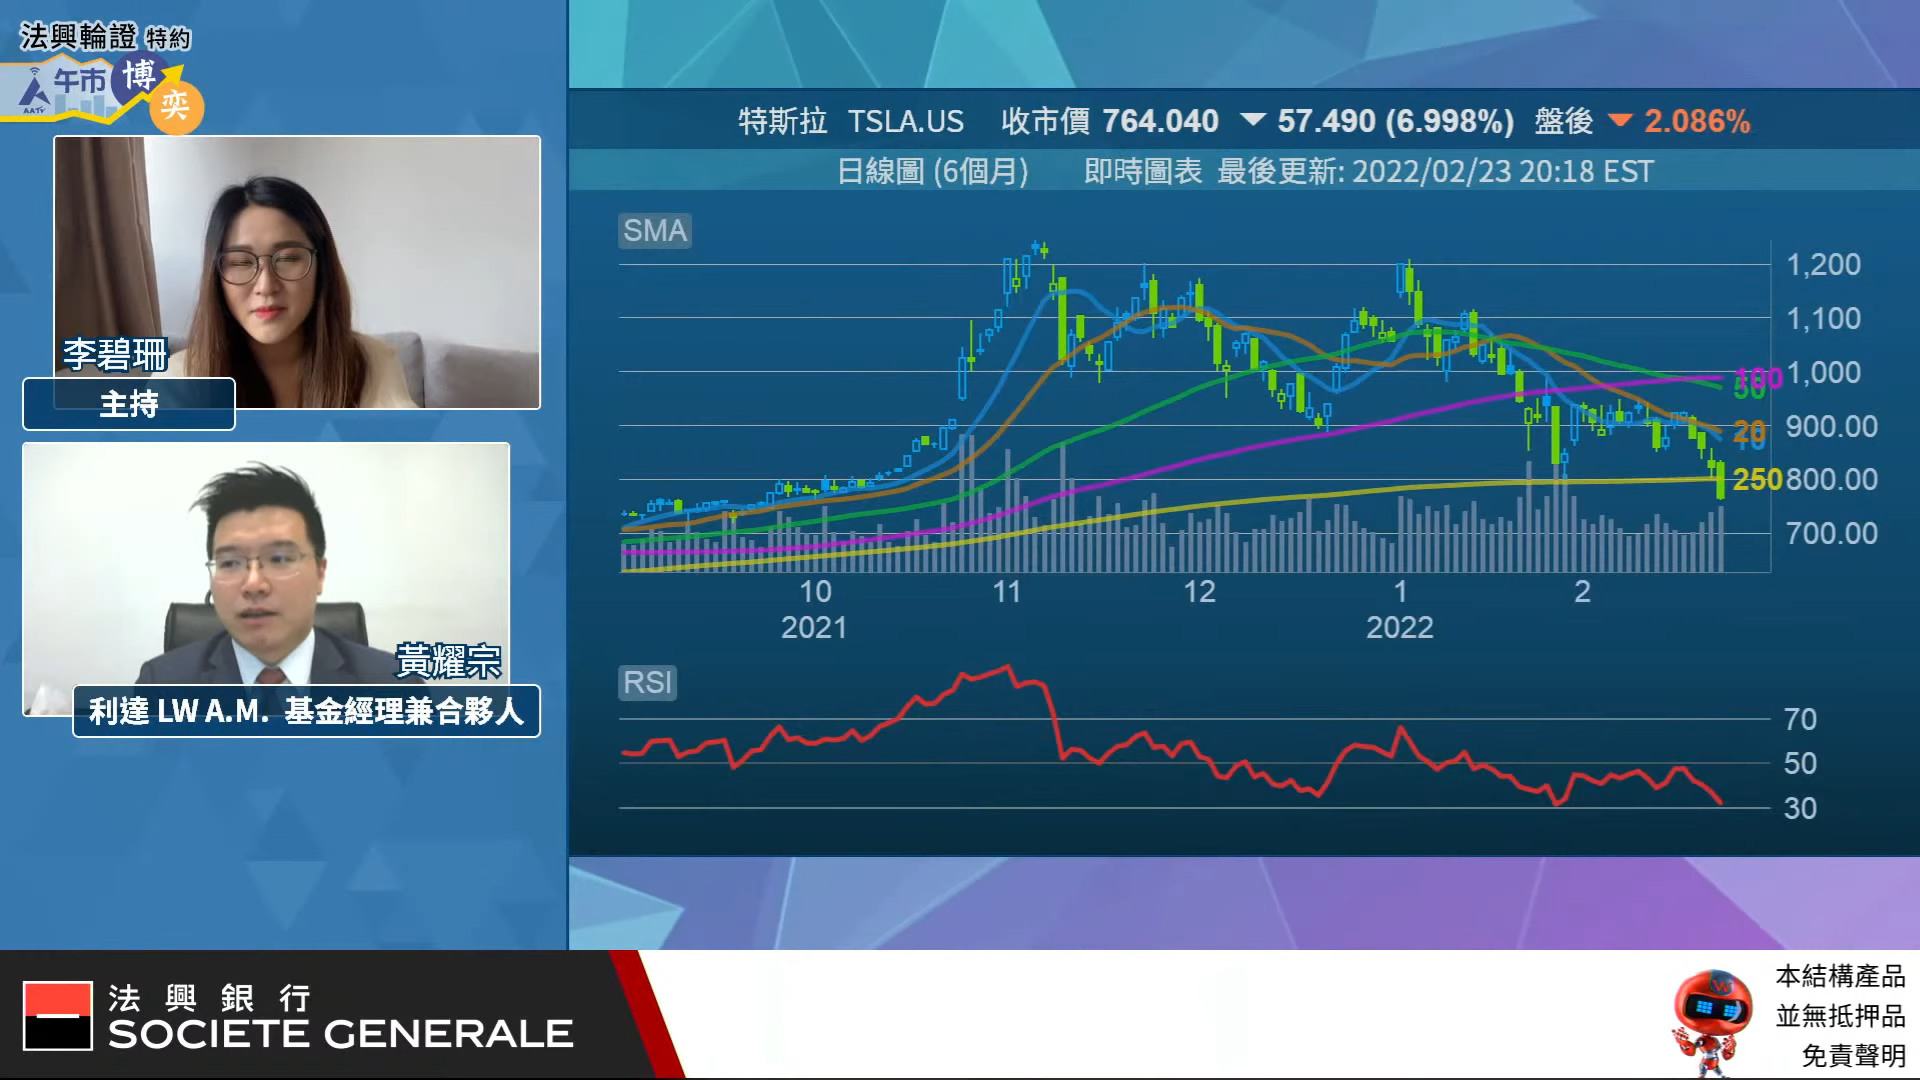 法興輪證 特約
午市 博
AATV
奕
李碧珊
主持
黃耀宗
利達 LW A.M. 基金經理兼合夥人
特斯拉 TSLA.US 收市價 764.040 ▼ 57.490 (6.998%) 盤後 ▼ 2.086%
日線圖 (6個月) 即時圖表 最後更新: 2022/02/23 20:18 EST
SMA
1,200
1,100
100 1,000
50
20 900.00
10
250 800.00
700.00
10 11 12 1 2
2021 2022
RSI
70
50
30
法興銀行
SOCIETE GENERALE
W
本結構產品
並無抵押品
免責聲明